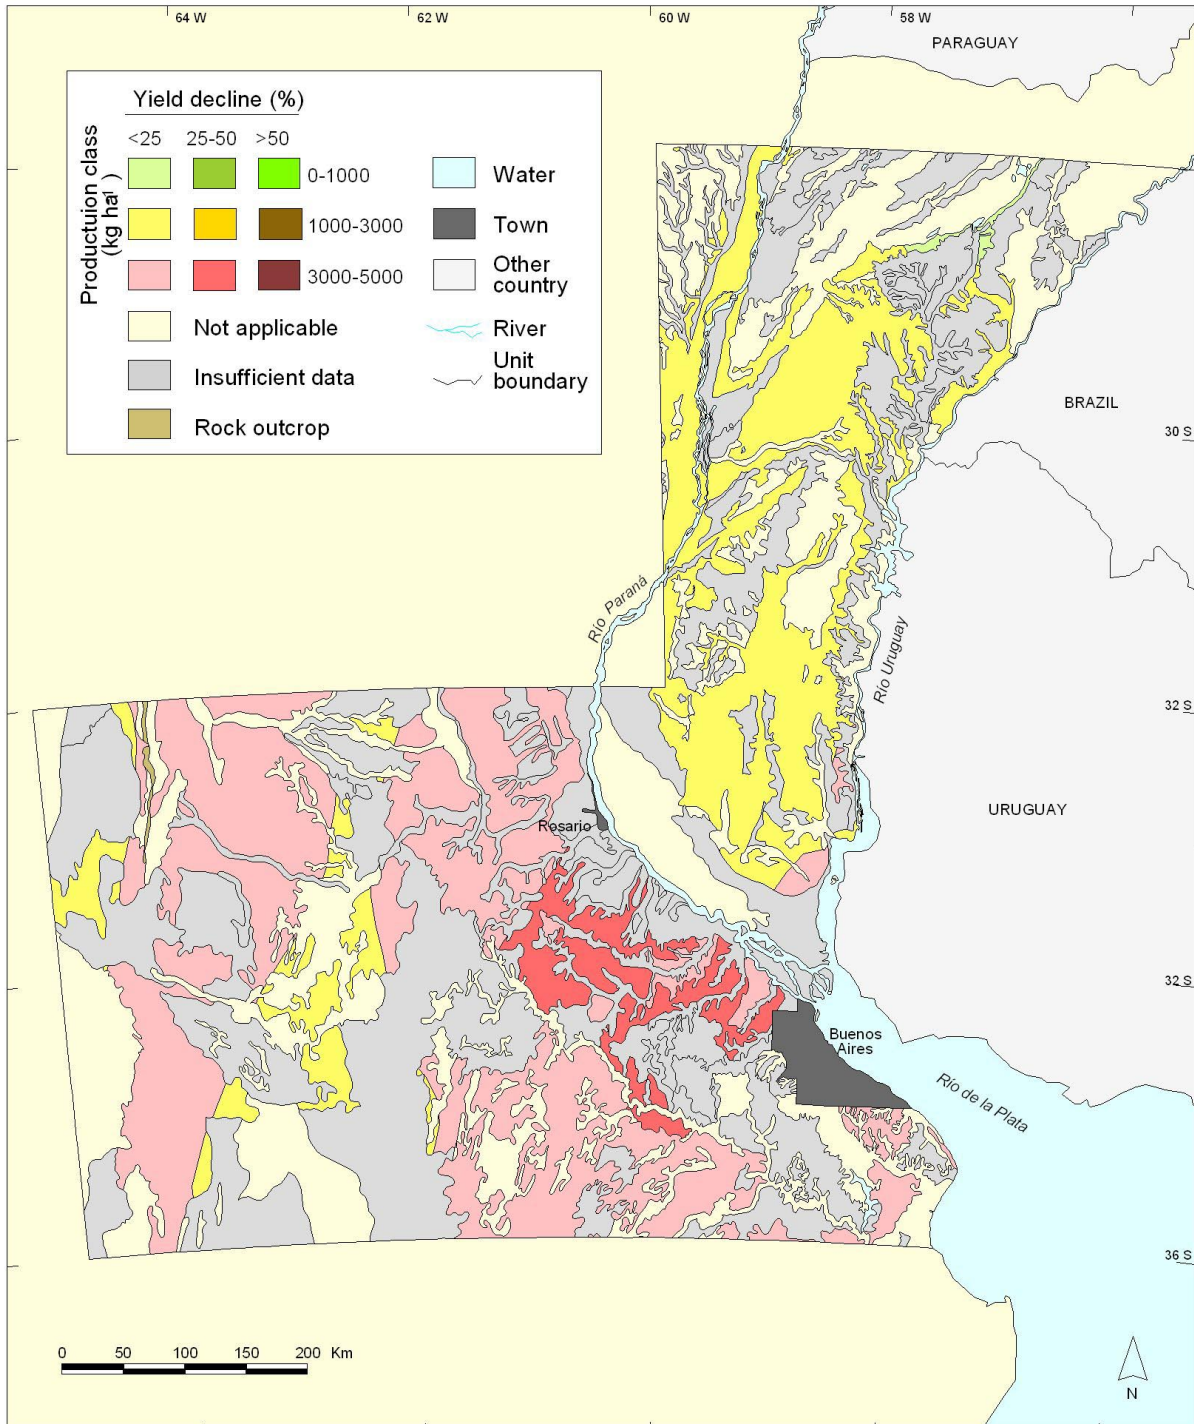 64 W
62 W
60 W
58 W
PARAGUAY
Yield decline (%)
<25
25-50
>50
Productuion class
(kg ha¹)
0-1000
1000-3000
3000-5000
Not applicable
Insufficient data
Rock outcrop
Water
Town
Other
country
River
Unit
boundary
BRAZIL
30 S
Río Paraná
Río Uruguay
32 S
URUGUAY
Rosario
32 S
Buenos
Aires
Río de la Plata
36 S
0 50 100 150 200 Km
N